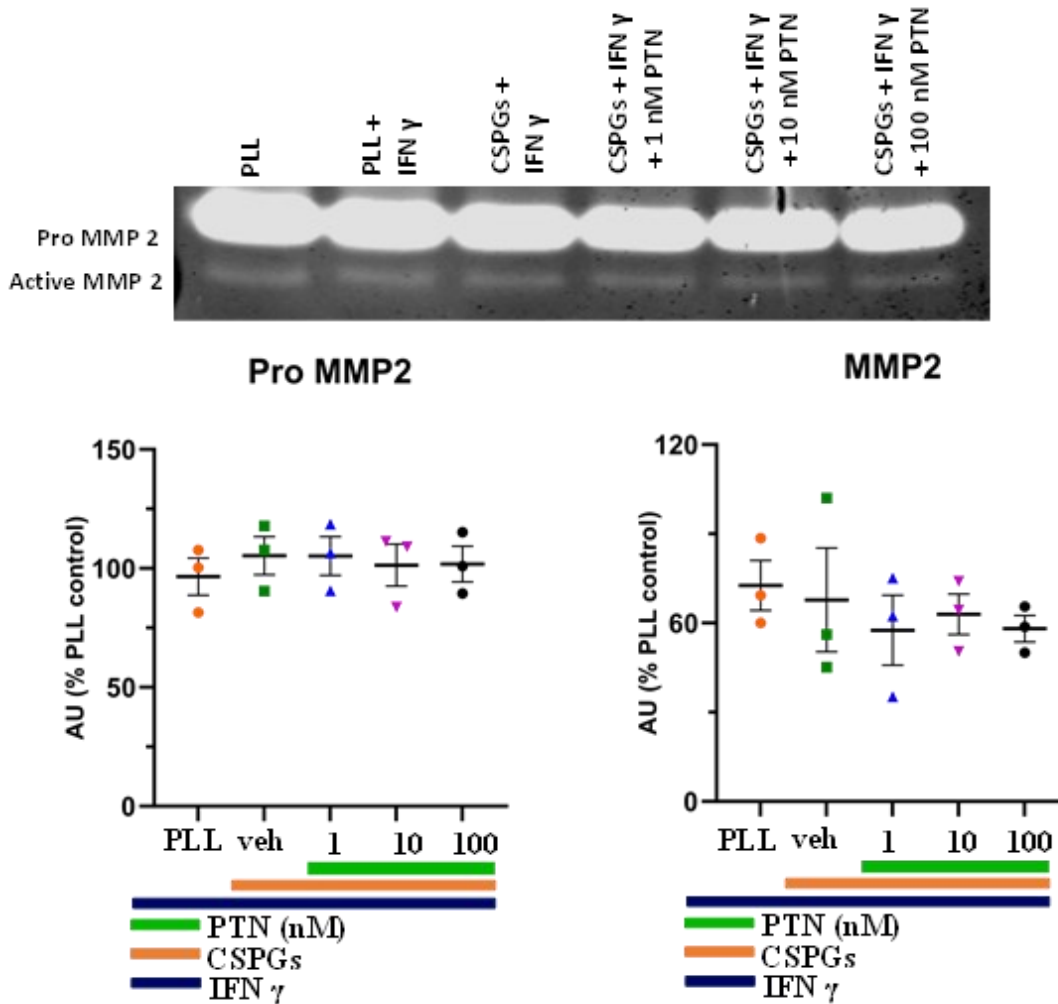 PLL
PLL +
IFN γ
CSPGs +
IFN γ
CSPGs + IFN γ
+ 1 nM PTN
CSPGs + IFN γ
+ 10 nM PTN
CSPGs + IFN γ
+ 100 nM PTN
Pro MMP 2
Active MMP 2
Pro MMP2
AU (% PLL control)
150
100
50
0
PLL veh 1 10 100
PTN (nM)
CSPGs
IFN γ
MMP2
AU (% PLL control)
120
60
0
PLL veh 1 10 100
PTN (nM)
CSPGs
IFN γ